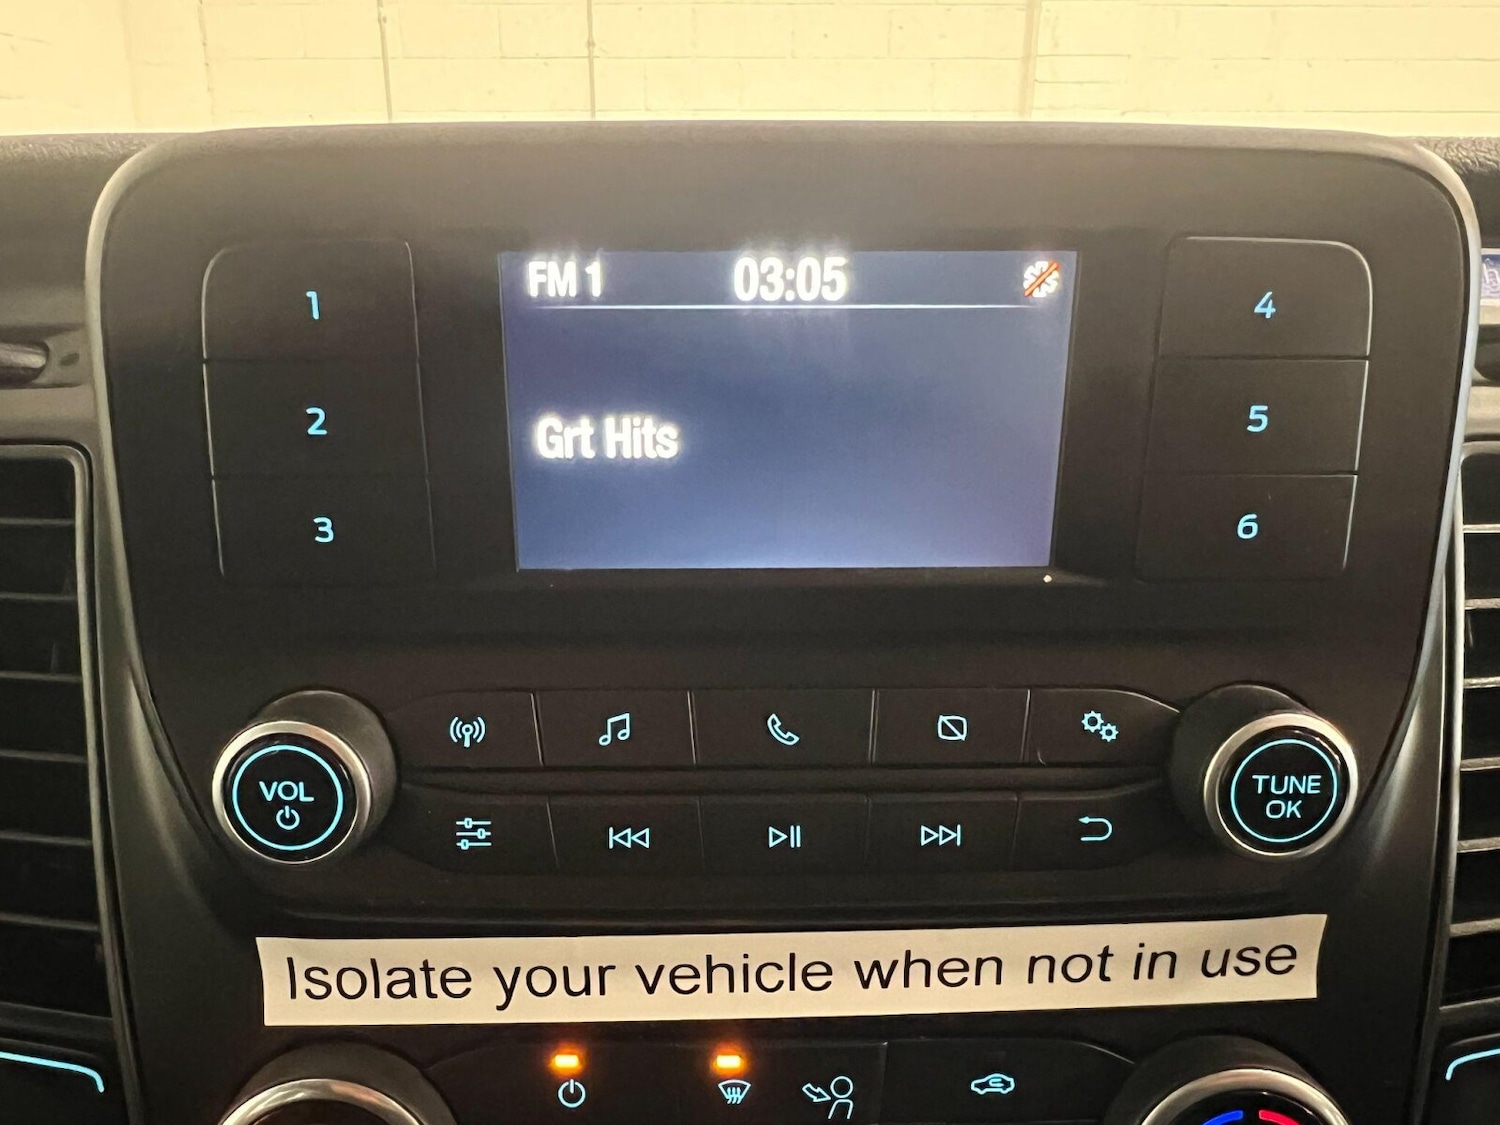 FM 1 03:05
Grt Hits
1
2
3
4
5
6
VOL
TUNE
OK
Isolate your vehicle when not in use